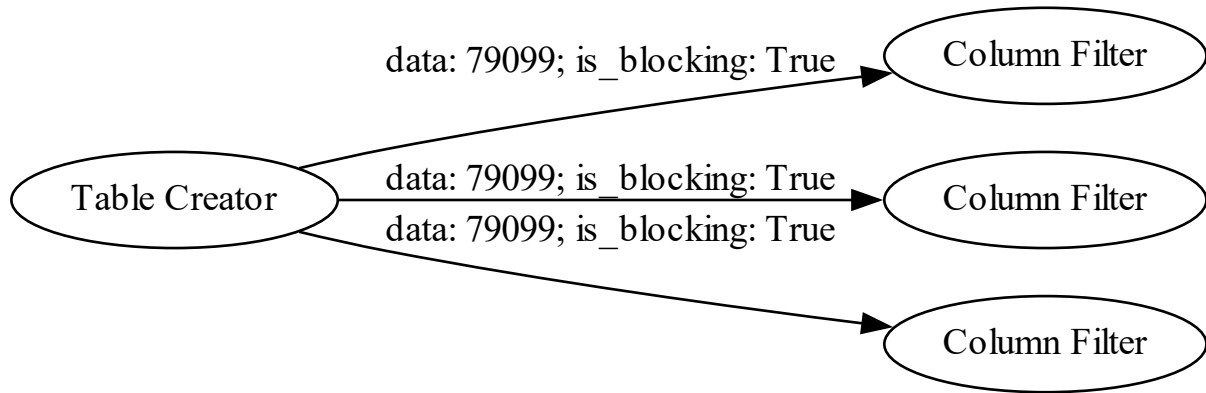 data: 79099; is_blocking: True
Column Filter
Table Creator
data: 79099; is_blocking: True
Column Filter
data: 79099; is_blocking: True
Column Filter